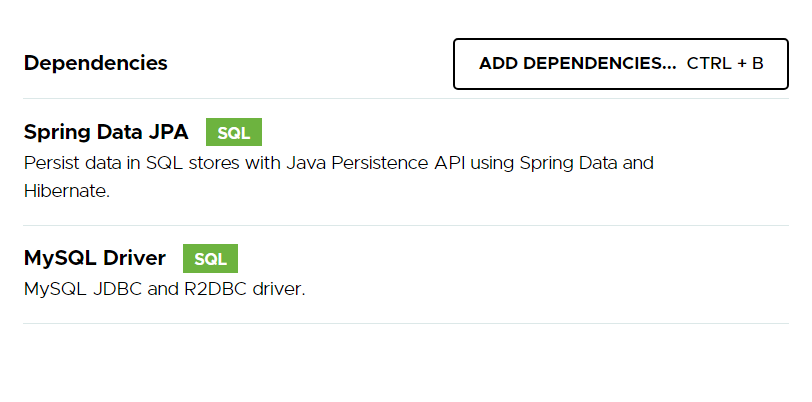 Dependencies
ADD DEPENDENCIES... CTRL + B
Spring Data JPA SQL
Persist data in SQL stores with Java Persistence API using Spring Data and
Hibernate.
MySQL Driver SQL
MySQL JDBC and R2DBC driver.